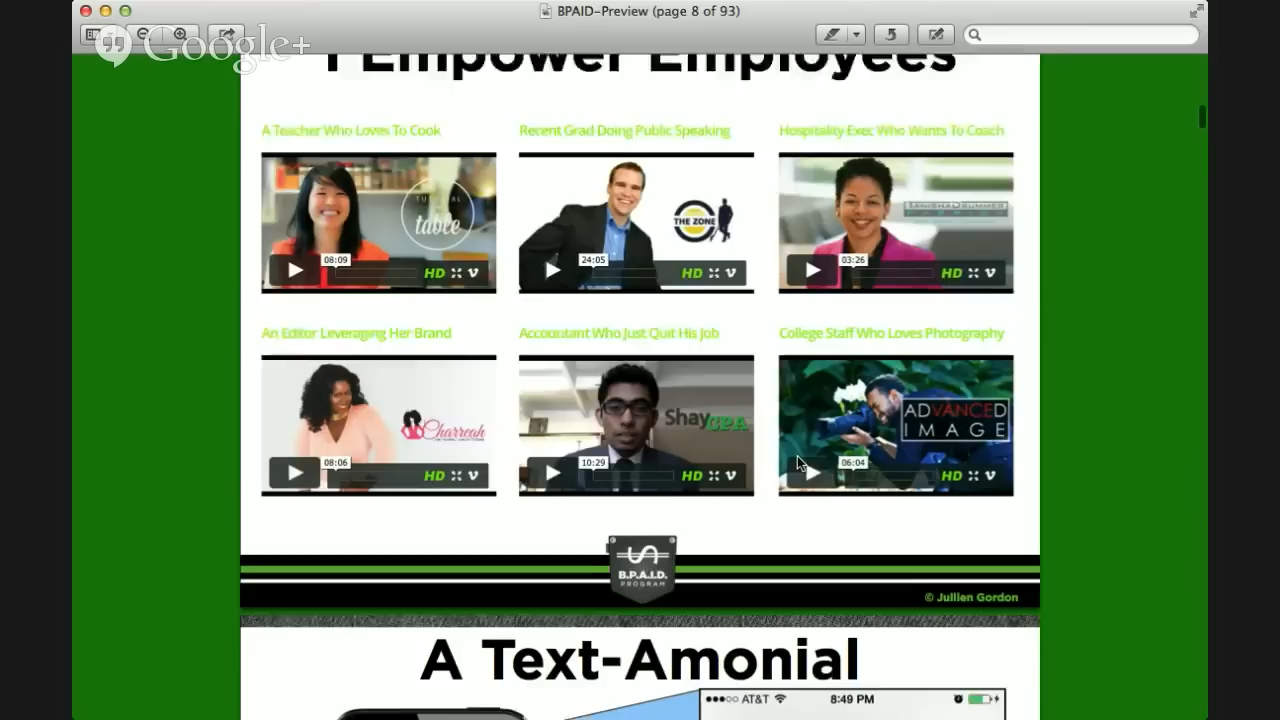 BPAID-Preview (page 8 of 93)
Google+
I Empower Employees
A Teacher Who Loves To Cook
Recent Grad Doing Public Speaking
Hospitality Exec Who Wants To Coach
table
THE ZONE
08:09
HD
24:05
HD
03:26
HD
An Editor Leveraging Her Brand
Accountant Who Just Quit His Job
College Staff Who Loves Photography
Charreah
ShayCPA
ADVANCED
IMAGE
08:06
HD
10:29
HD
06:04
HD
B.P.A.I.D.
PROGRAM
© Jullien Gordon
A Text-Amonial
AT&T
8:49 PM